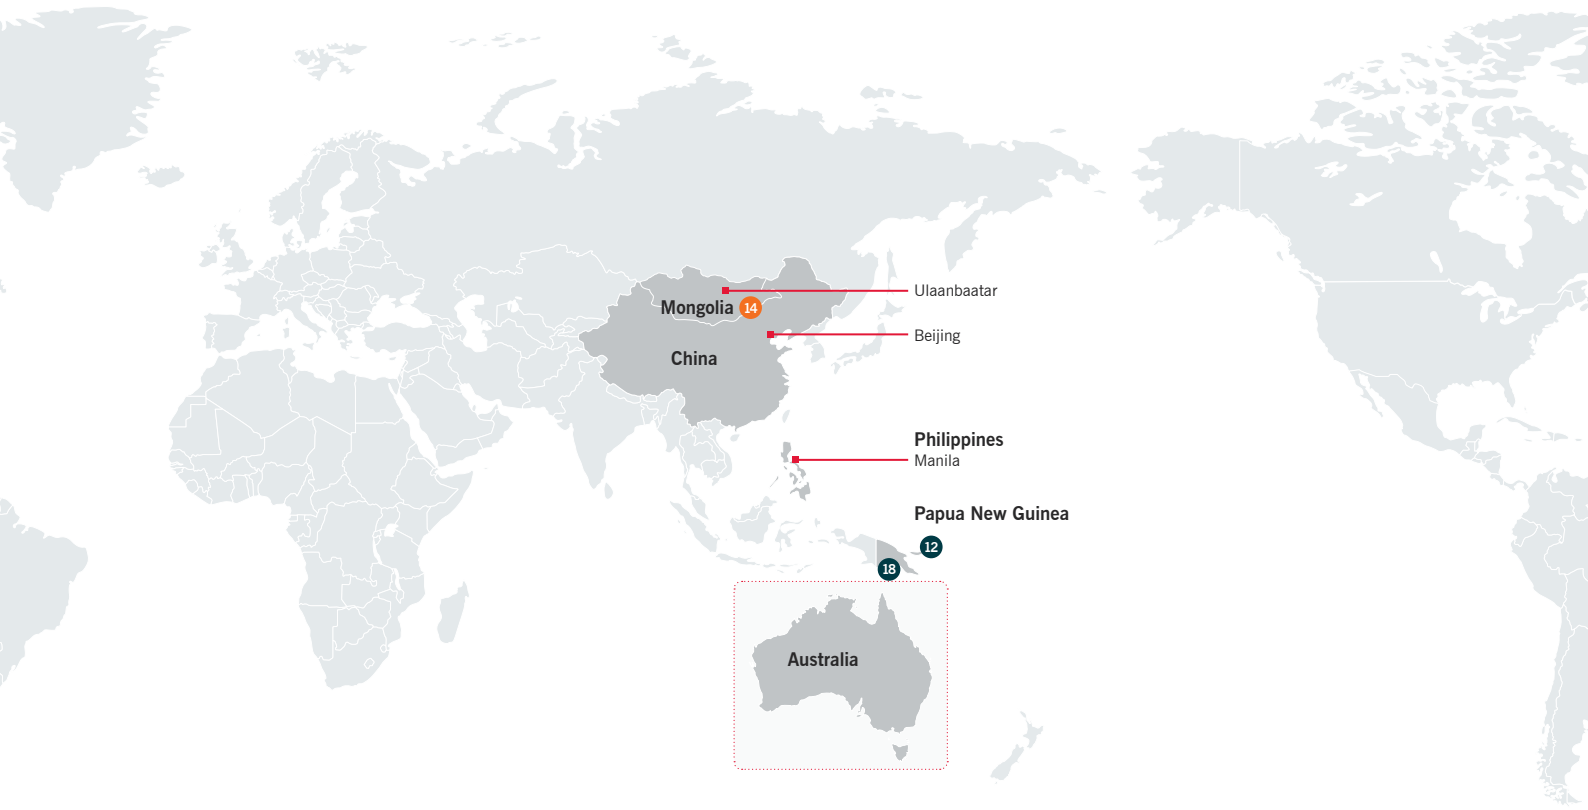 Ulaanbaatar
Mongolia 14
Beijing
China
Philippines
Manila
Papua New Guinea
12
18
Australia